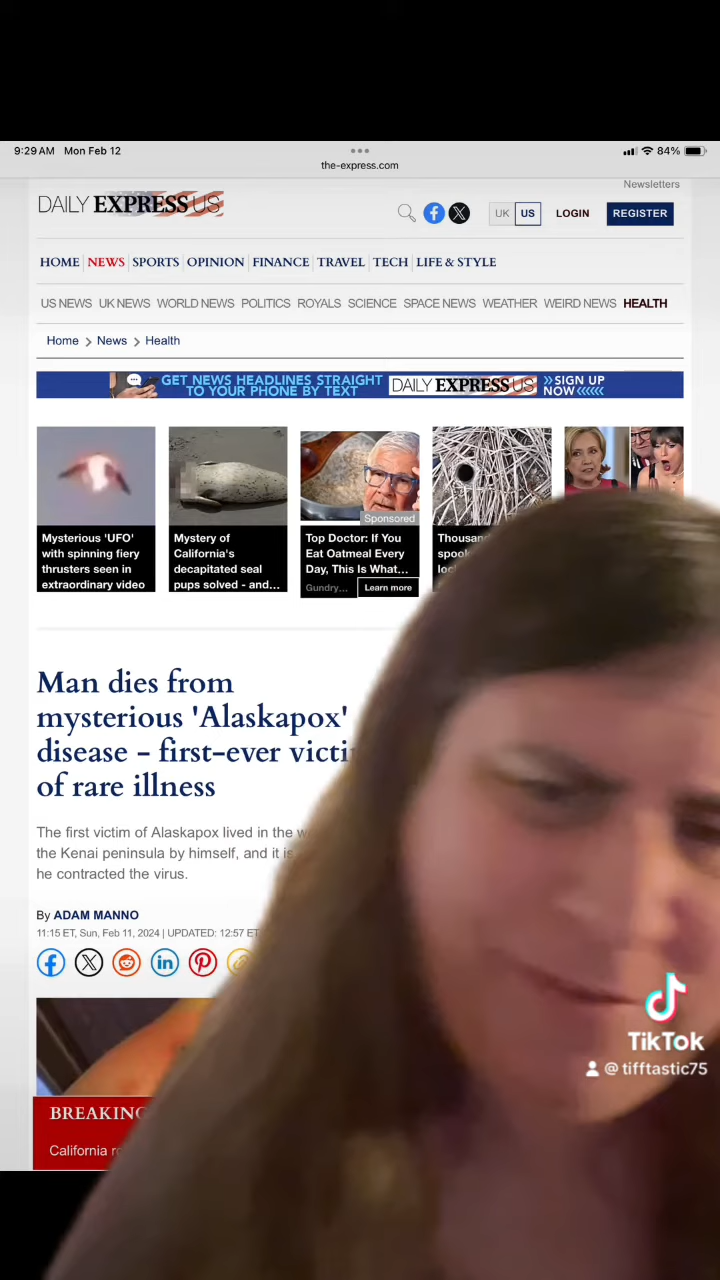 9:29 AM Mon Feb 12
84%
the-express.com
Newsletters
DAILY EXPRESS US
UK US LOGIN REGISTER
HOME NEWS SPORTS OPINION FINANCE TRAVEL TECH LIFE & STYLE
US NEWS UK NEWS WORLD NEWS POLITICS ROYALS SCIENCE SPACE NEWS WEATHER WEIRD NEWS HEALTH
Home > News > Health
GET NEWS HEADLINES STRAIGHT
TO YOUR PHONE BY TEXT
DAILY EXPRESS US
SIGN UP
NOW
Mysterious 'UFO'
with spinning fiery
thrusters seen in
extraordinary video
Mystery of
California's
decapitated seal
pups solved - and...
Sponsored
Top Doctor: If You
Eat Oatmeal Every
Day, This Is What...
Gundry... Learn more
Man dies from
mysterious 'Alaskapox'
disease – first-ever
of rare illness
The first victim of Alaskapox lived in the
the Kenai peninsula by himself, and it is
he contracted the virus.
By ADAM MANNO
11:15 ET, Sun, Feb 11, 2024 | UPDATED: 12:57 ET
BREAKING
California
TikTok
@tifftastic75